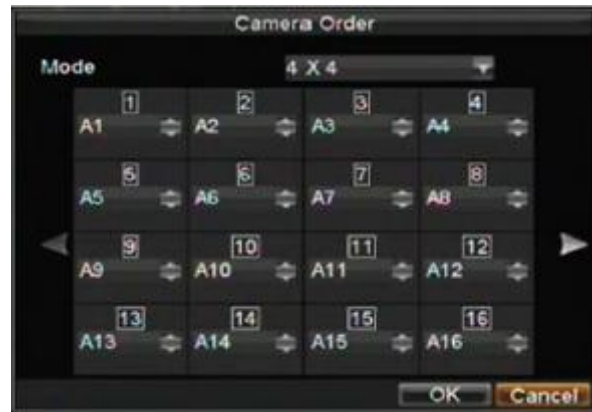 Camera Order
Mode 4 X 4
1 2 3 4
A1 A2 A3 A4
5 6 7 8
A5 A6 A7 A8
9 10 11 12
A9 A10 A11 A12
13 14 15 16
A13 A14 A15 A16
OK Cancel